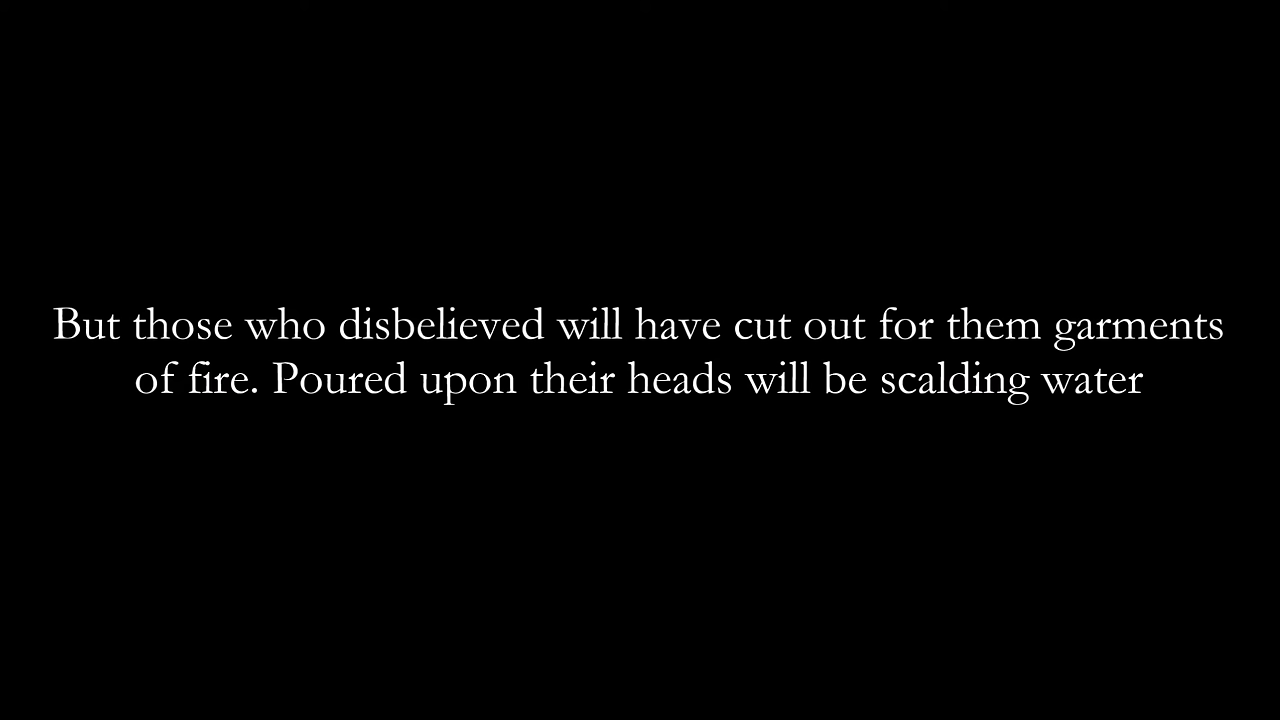 But those who disbelieved will have cut out for them garments
of fire. Poured upon their heads will be scalding water